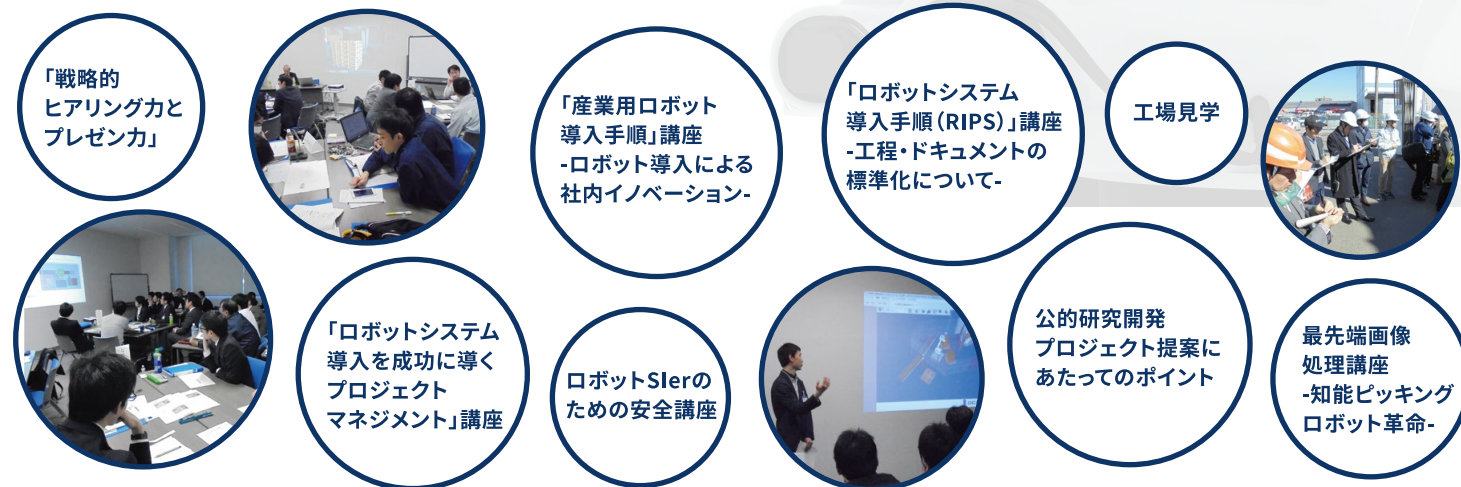 「戦略的
ヒアリング力と
プレゼン力」
「産業用ロボット
導入手順」講座
-ロボット導入による
社内イノベーション-
「ロボットシステム
導入手順（RIPS）」講座
-工程・ドキュメントの
標準化について-
工場見学
「ロボットシステム
導入を成功に導く
プロジェクト
マネジメント」講座
ロボットSIerの
ための安全講座
公的研究開発
プロジェクト提案に
あたってのポイント
最先端画像
処理講座
-知能ピッキング
ロボット革命-